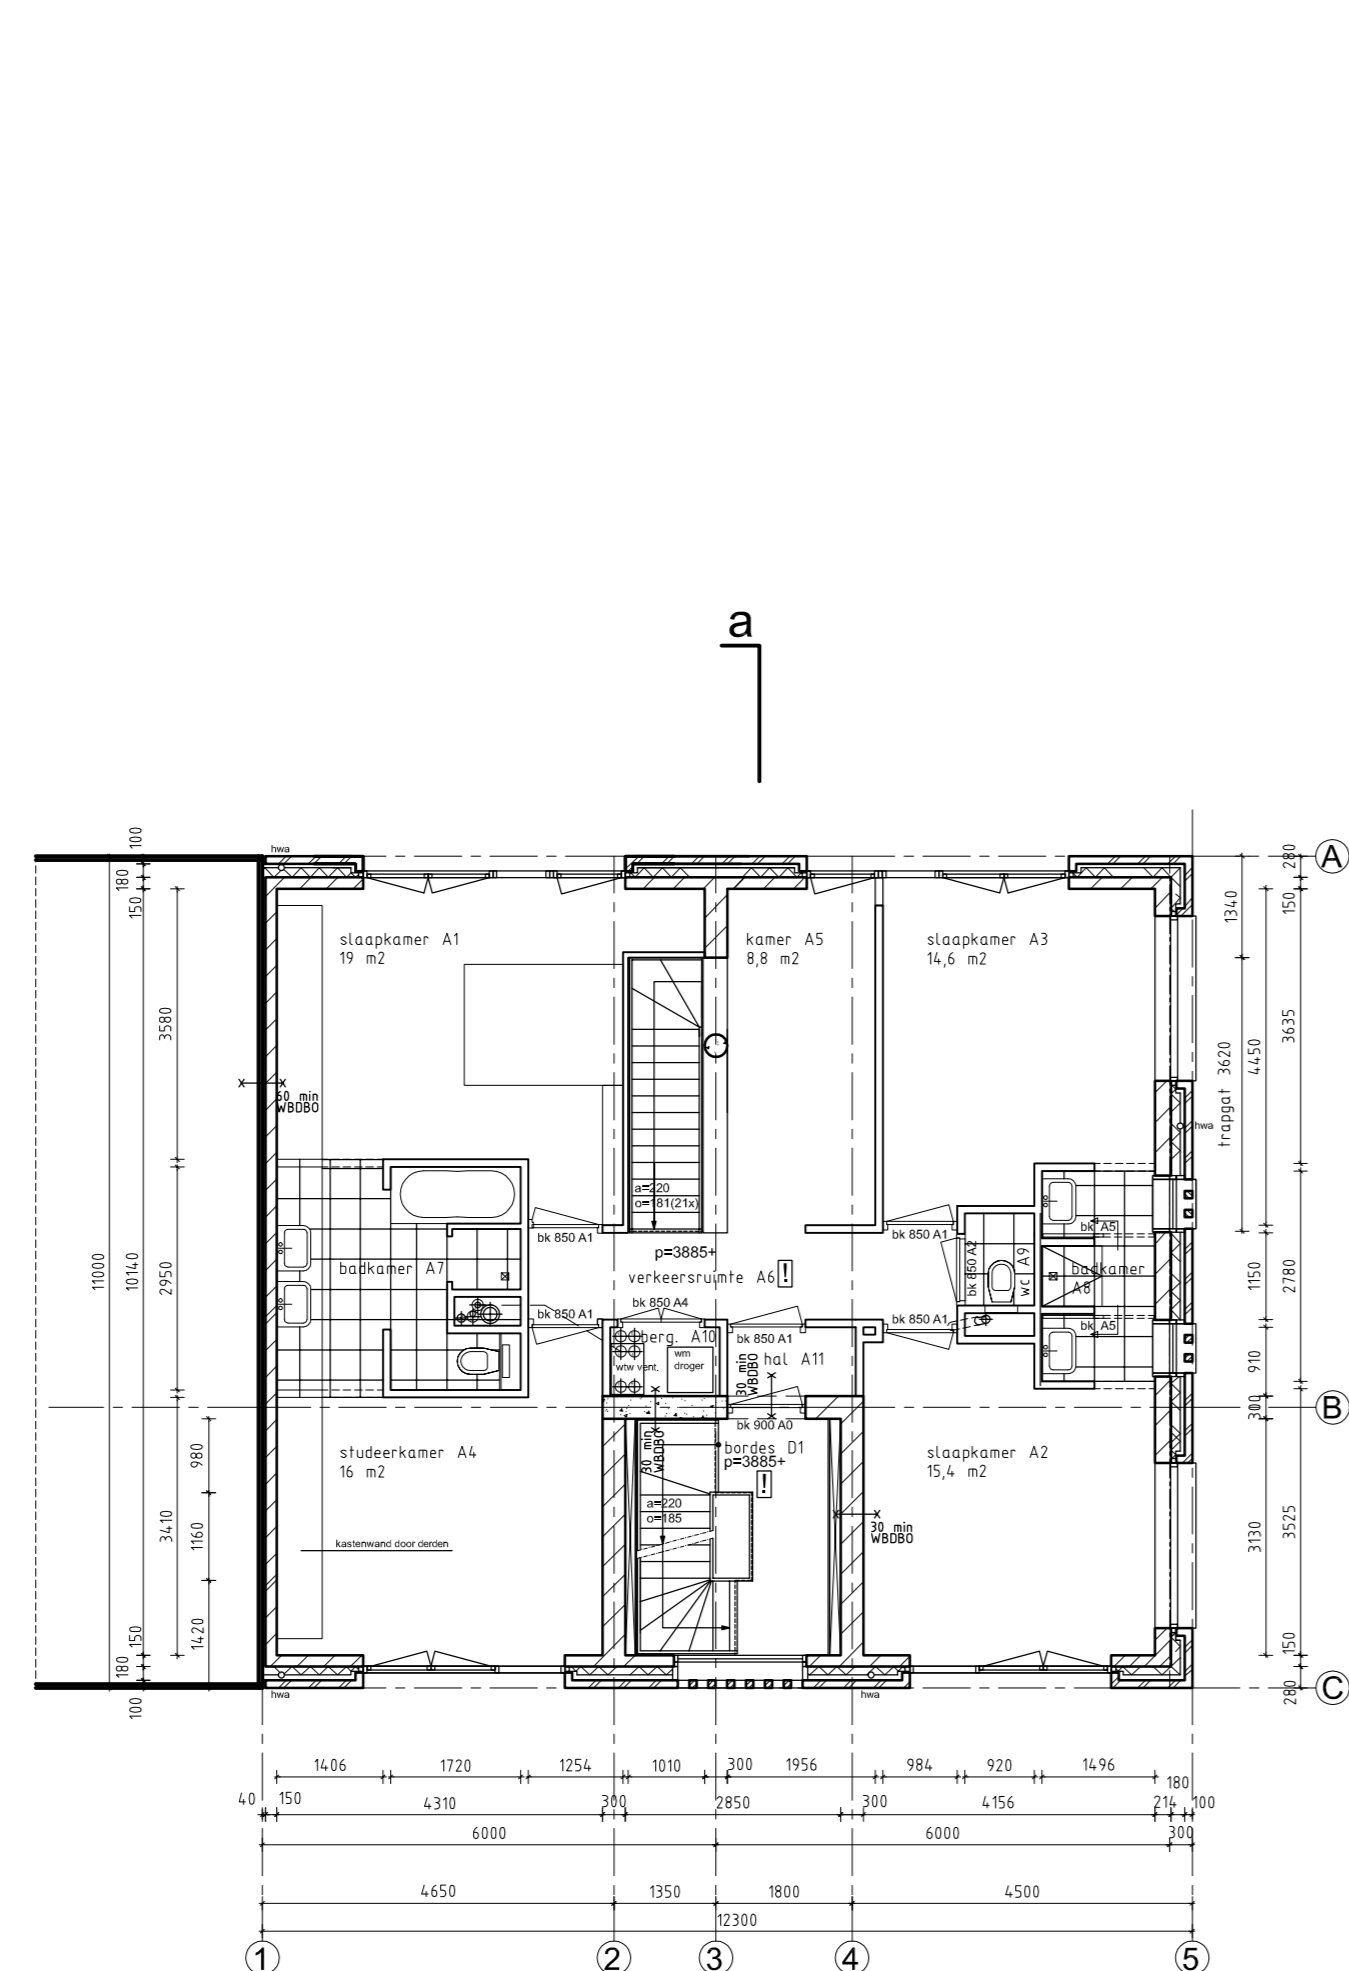 a
A
B
C
hwa
100
180
150
3580
2950
11000
10140
980
1160
3410
1420
150
180
100
280
150
1340
3635
4450
trapgat 3620
hwa
1150
2780
910
300
3130
3525
150
280
slaapkamer A1
19 m2
kamer A5
8,8 m2
slaapkamer A3
14,6 m2
60 min
WBDBO
a=220
o=181(21x)
bk 850 A1
p=3885+
verkeersruimte A6
!
bk 850 A4
bk 850 A1
badkamer A7
berg. A10
wtw vent.
wm
droger
bk 850 A1
hal A11
30 min
WBDBO
bk 900 A0
bk 850 A1
bk 850 A2
wc A9
bk A5
badkamer
A8
bk A5
bk 850 A1
studeerkamer A4
16 m2
kastenwand door derden
30 min
WBDBO
bordes D1
p=3885+
!
a=220
o=185
slaapkamer A2
15,4 m2
30 min
WBDBO
hwa
hwa
1406
1720
1254
1010
300
1956
984
920
1496
180
40
150
4310
300
2850
300
4156
214
100
6000
6000
300
4650
1350
1800
4500
12300
1
2
3
4
5